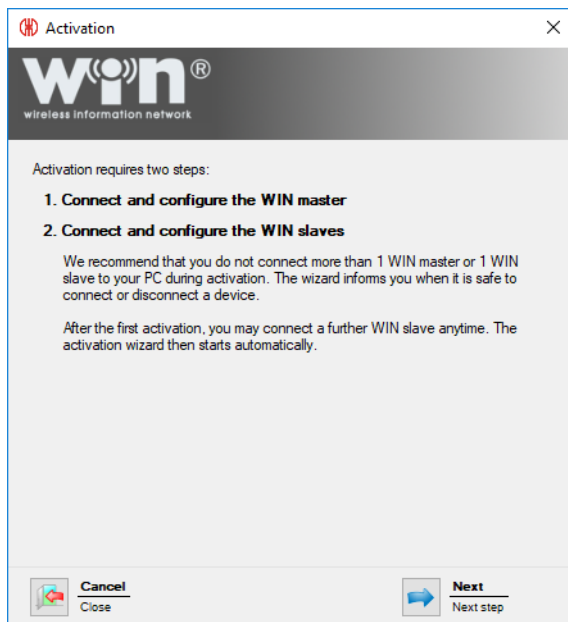 Activation
WiN®
wireless information network
Activation requires two steps:
1. Connect and configure the WIN master
2. Connect and configure the WIN slaves
We recommend that you do not connect more than 1 WIN master or 1 WIN
slave to your PC during activation. The wizard informs you when it is safe to
connect or disconnect a device.
After the first activation, you may connect a further WIN slave anytime. The
activation wizard then starts automatically.
Cancel
Close
Next
Next step